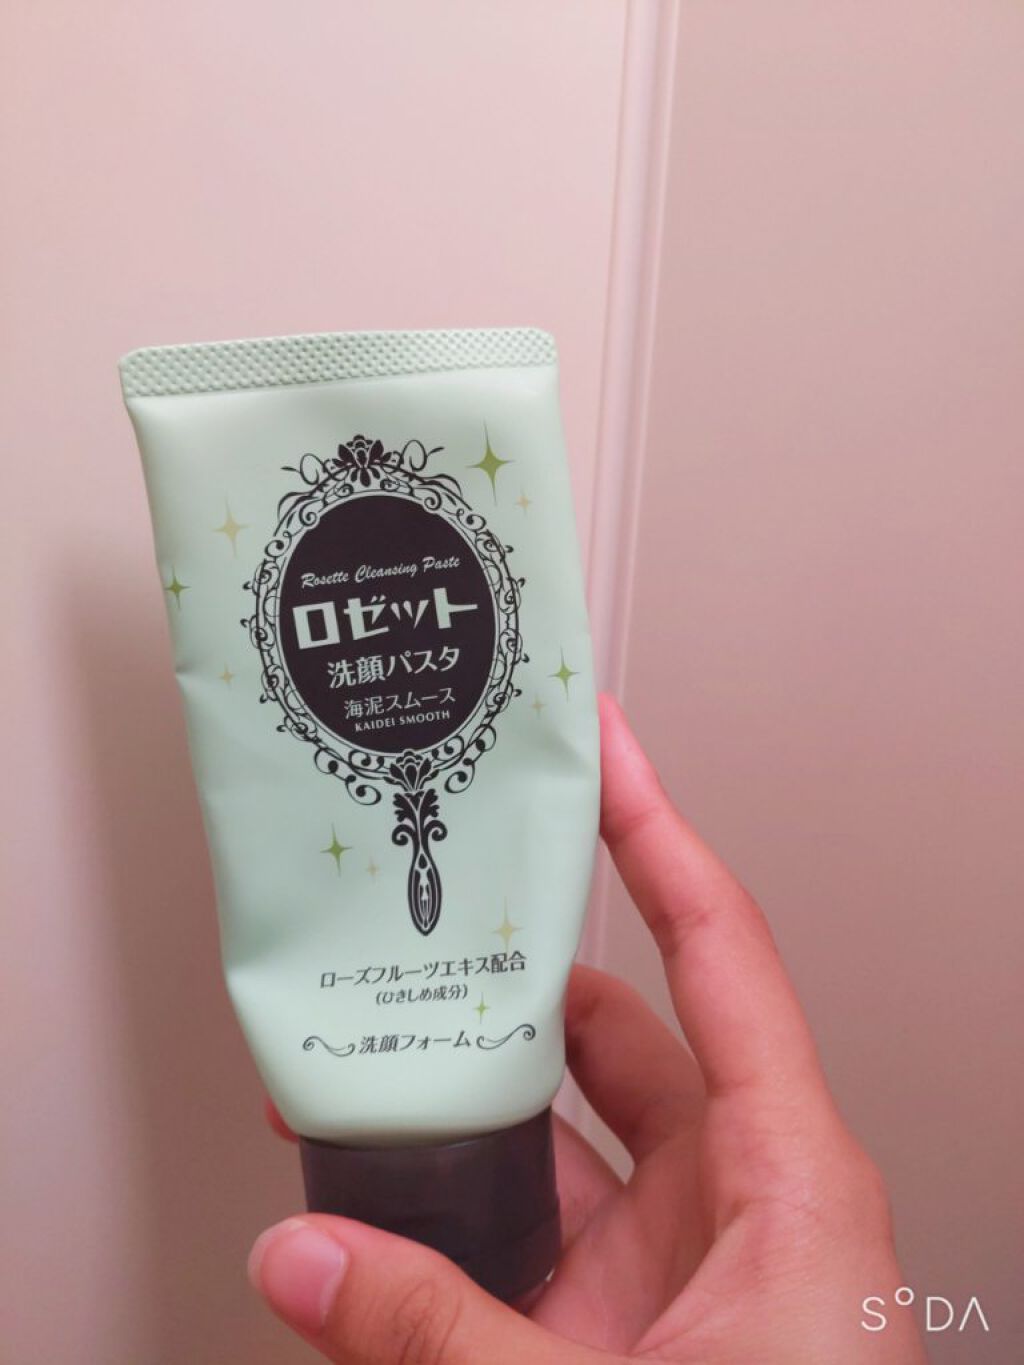 Rosette Cleansing Paste
ロゼット
洗顔パスタ
海泥スムース
KAIDEI SMOOTH
ローズフルーツエキス配合
(ひきしめ成分)
洗顔フォーム
SODA